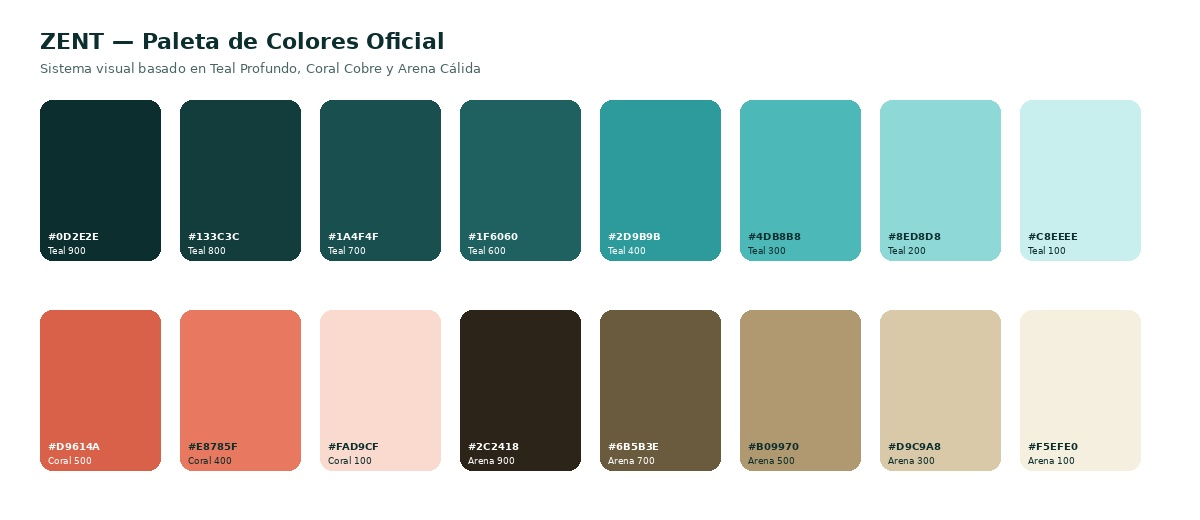 ZENT — Paleta de Colores Oficial
Sistema visual basado en Teal Profundo, Coral Cobre y Arena Cálida
#0D2E2E
Teal 900
#133C3C
Teal 800
#1A4F4F
Teal 700
#1F6060
Teal 600
#2D9B9B
Teal 400
#4DB8B8
Teal 300
#8ED8D8
Teal 200
#C8EEEE
Teal 100
#D9614A
Coral 500
#E8785F
Coral 400
#FAD9CF
Coral 100
#2C2418
Arena 900
#6B5B3E
Arena 700
#B09970
Arena 500
#D9C9A8
Arena 300
#F5EFE0
Arena 100